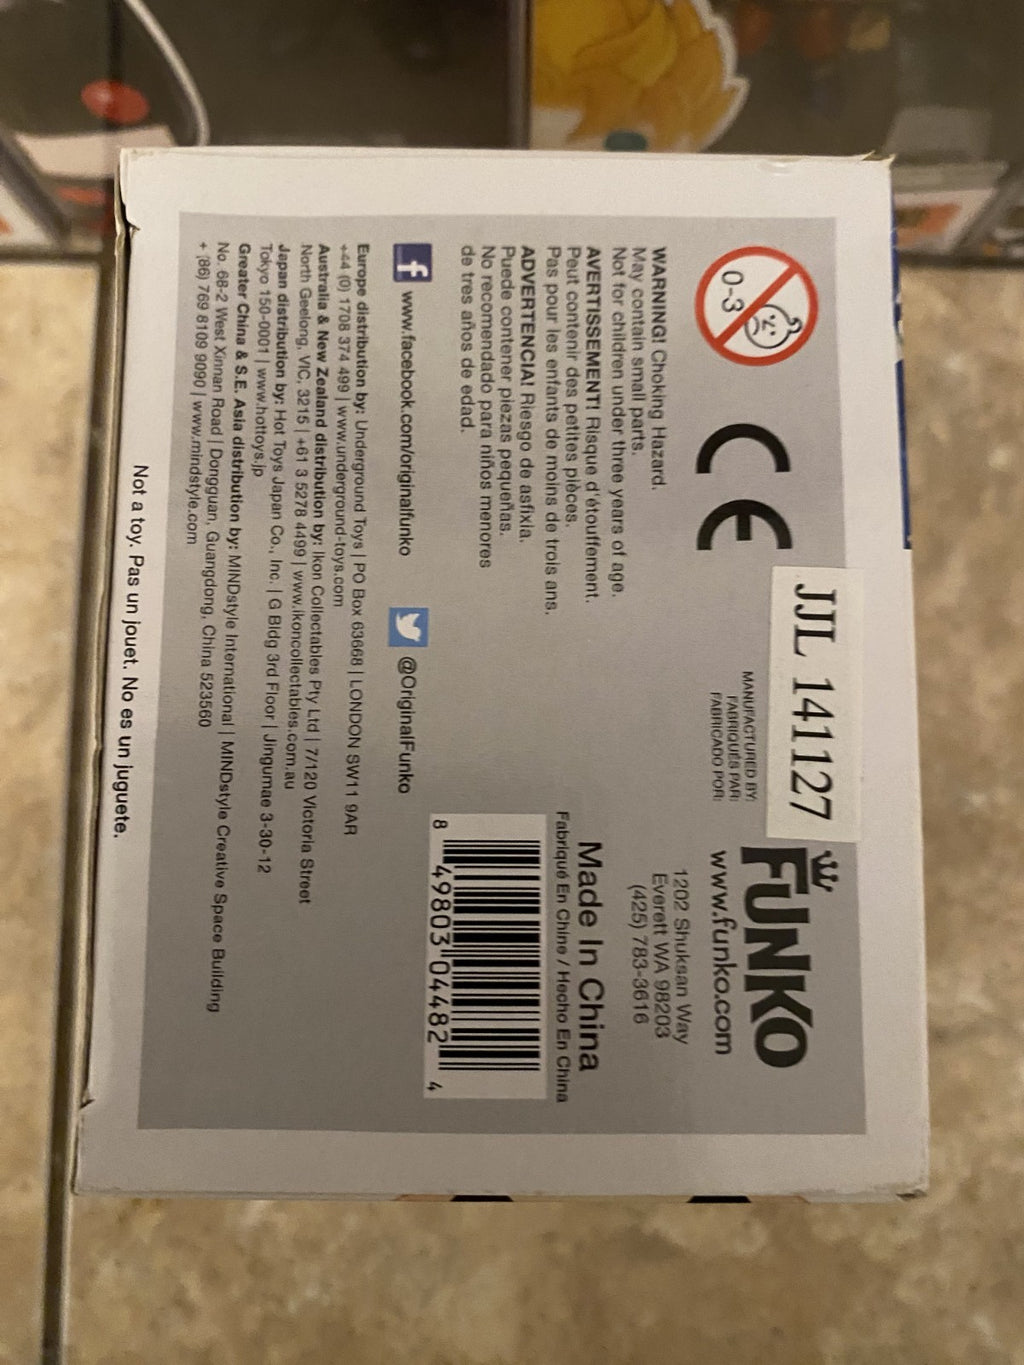 0-3
CE
JJL 141127
MANUFACTURED BY:
FABRIQUÉS PAR:
FABRICADO POR:
FUNKO
www.funko.com
1202 Shuksan Way
Everett WA 98203
(425) 783-3616
Made In China
Fabriqué En Chine / Hecho En China
8 49803 04482 4
WARNING! Choking Hazard.
May contain small parts.
Not for children under three years of age.
AVERTISSEMENT! Risque d'étouffement.
Peut contenir des petites pièces.
Pas pour les enfants de moins de trois ans.
ADVERTENCIA! Riesgo de asfixia.
Puede contener piezas pequeñas.
No recomendado para niños menores
de tres años de edad.
f www.facebook.com/originalfunko
@OriginalFunko
Europe distribution by: Underground Toys | PO Box 63668 | LONDON SW11 9AR
+44 (0) 1708 374 499 | www.underground-toys.com
Australia & New Zealand distribution by: Ikon Collectables Pty Ltd | 7/120 Victoria Street
North Geelong, VIC, 3215 | +61 3 5278 4499 | www.ikoncollectables.com.au
Japan distribution by: Hot Toys Japan Co., Inc. | G Bldg 3rd Floor | Jingumae 3-30-12
Tokyo 150-0001 | www.hottoys.jp
Greater China & S.E. Asia distribution by: MINDstyle International | MINDstyle Creative Space Building
No. 68-2 West Xinnan Road | Dongguan, Guangdong, China 523560
+ (86) 769 8109 9090 | www.mindstyle.com
Not a toy. Pas un jouet. No es un juguete.